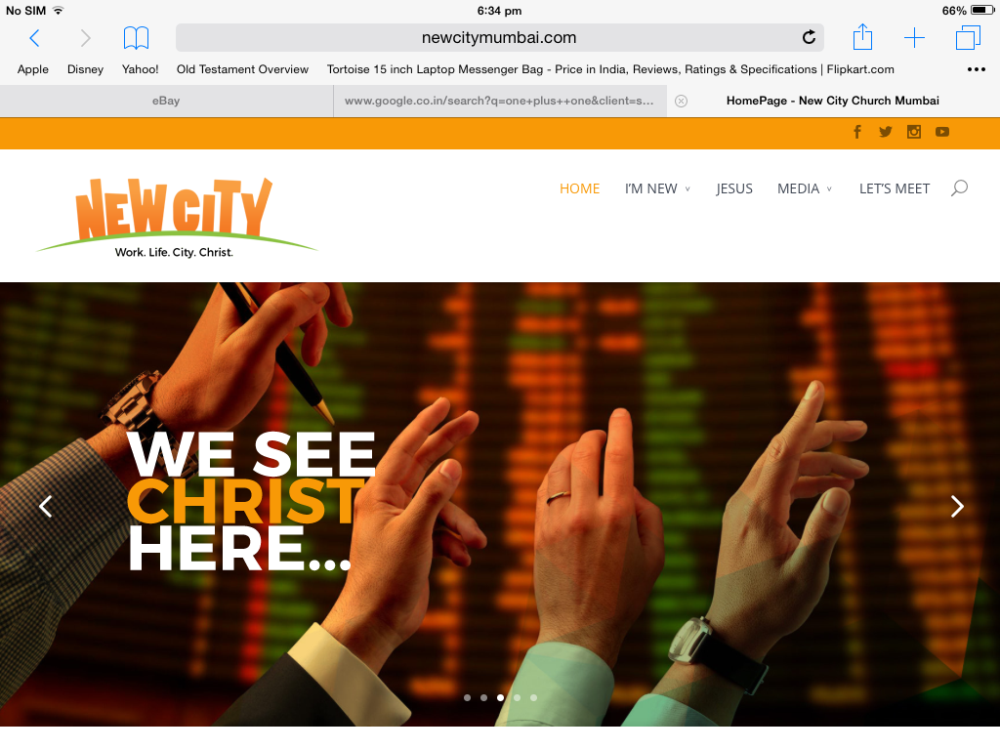 No SIM 6:34 pm 66%
newcitymumbai.com
Apple Disney Yahoo! Old Testament Overview Tortoise 15 inch Laptop Messenger Bag - Price in India, Reviews, Ratings & Specifications | Flipkart.com •••
eBay www.google.co.in/search?q=one+plus++one&client=s... HomePage - New City Church Mumbai
NEW CITY
Work. Life. City. Christ.
HOME I'M NEW JESUS MEDIA LET'S MEET
WE SEE
CHRIST
HERE...